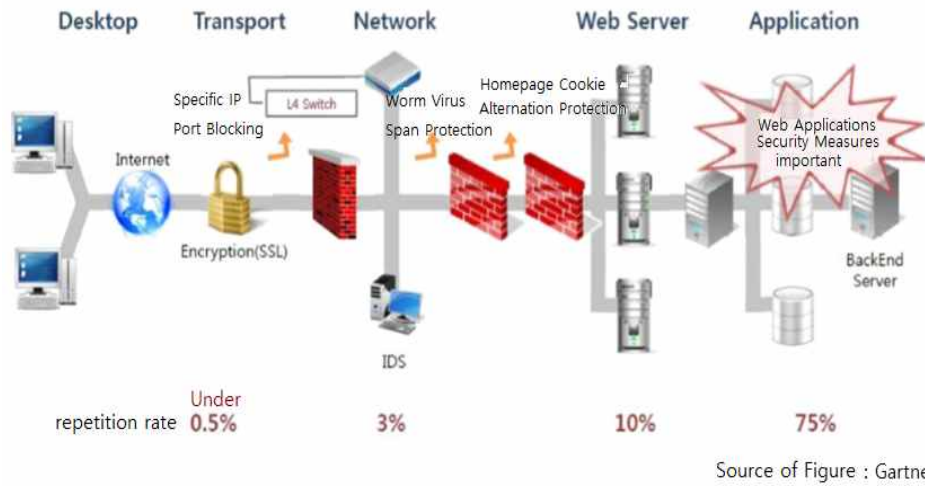 Desktop Transport Network Web Server Application
Specific IP
Port Blocking
L4 Switch
Worm Virus
Span Protection
Homepage Cookie
Alternation Protection
Web Applications
Security Measures
important
Internet
Encryption(SSL)
IDS
BackEnd
Server
Under
repetition rate 0.5% 3% 10% 75%
Source of Figure : Gartne